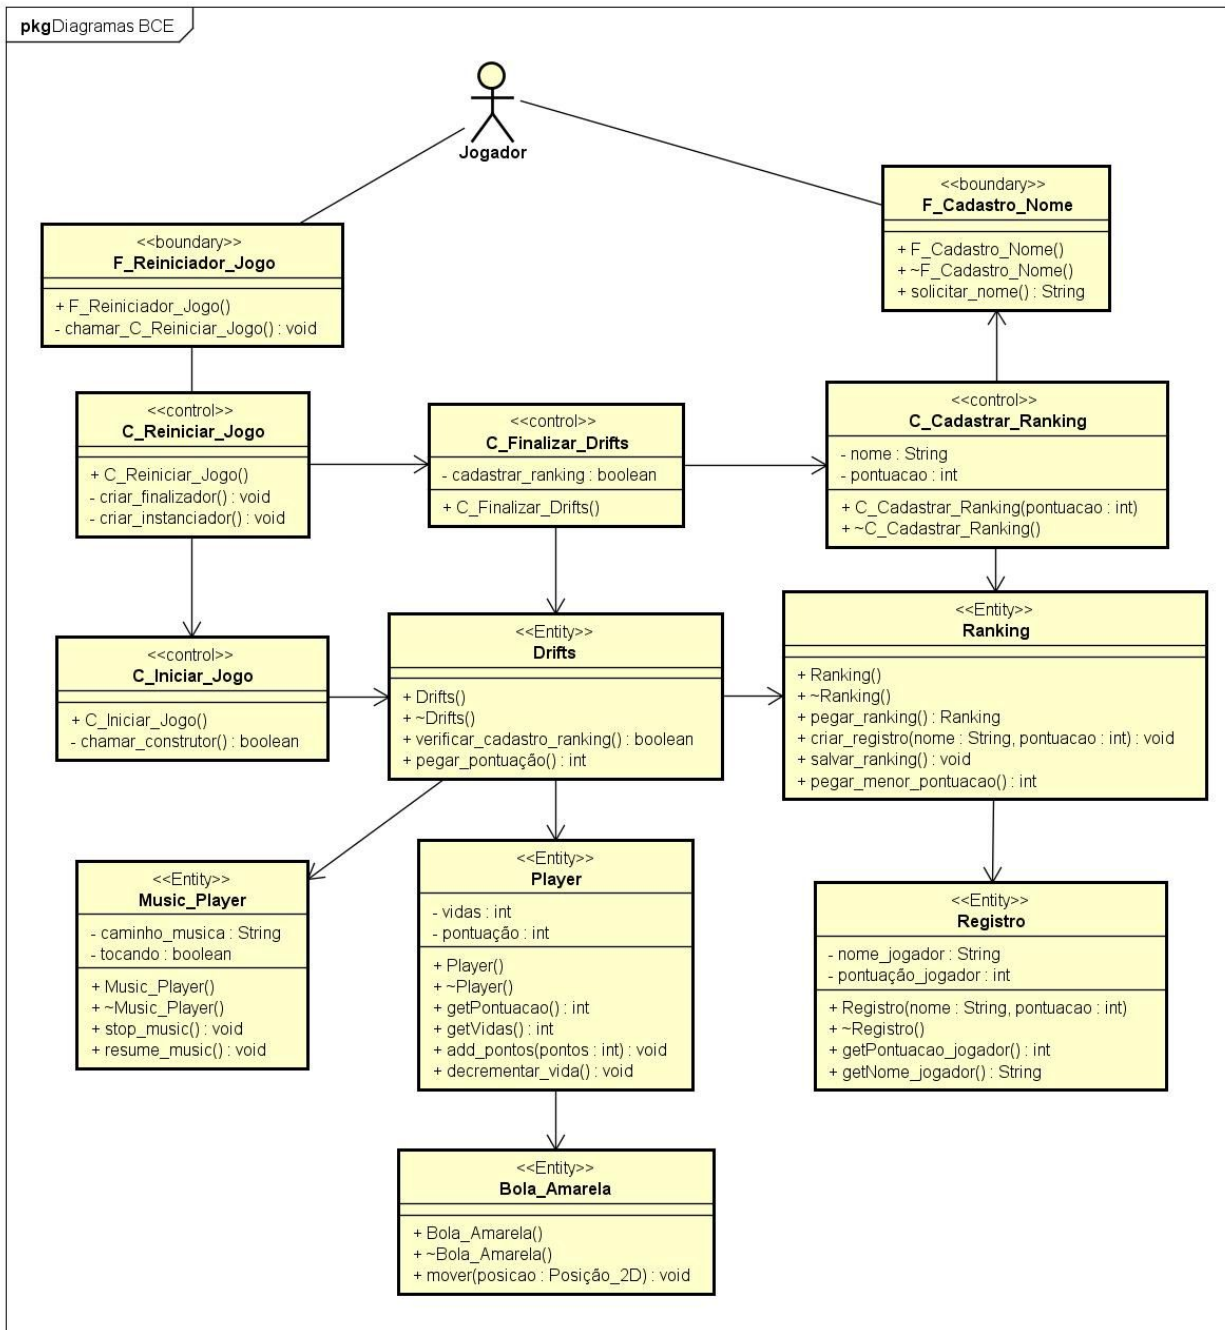 pkg Diagramas BCE
Jogador
<<boundary>>
F_Cadastro_Nome
+ F_Cadastro_Nome()
+ ~F_Cadastro_Nome()
+ solicitar_nome() : String
<<boundary>>
F_Reiniciador_Jogo
+ F_Reiniciador_Jogo()
- chamar_C_Reiniciar_Jogo() : void
<<control>>
C_Reiniciar_Jogo
+ C_Reiniciar_Jogo()
- criar_finalizador() : void
- criar_instanciador() : void
<<control>>
C_Finalizar_Drifts
- cadastrar_ranking : boolean
+ C_Finalizar_Drifts()
<<control>>
C_Cadastrar_Ranking
- nome : String
- pontuacao : int
+ C_Cadastrar_Ranking(pontuacao : int)
+ ~C_Cadastrar_Ranking()
<<control>>
C_Iniciar_Jogo
+ C_Iniciar_Jogo()
- chamar_construtor() : boolean
<<Entity>>
Drifts
+ Drifts()
+ ~Drifts()
+ verificar_cadastro_ranking() : boolean
+ pegar_pontuação() : int
<<Entity>>
Ranking
+ Ranking()
+ ~Ranking()
+ pegar_ranking() : Ranking
+ criar_registro(nome : String, pontuacao : int) : void
+ salvar_ranking() : void
+ pegar_menor_pontuacao() : int
<<Entity>>
Music_Player
- caminho_musica : String
- tocando : boolean
+ Music_Player()
+ ~Music_Player()
+ stop_music() : void
+ resume_music() : void
<<Entity>>
Player
- vidas : int
- pontuação : int
+ Player()
+ ~Player()
+ getPontuacao() : int
+ getVidas() : int
+ add_pontos(pontos : int) : void
+ decrementar_vida() : void
<<Entity>>
Registro
- nome_jogador : String
- pontuação_jogador : int
+ Registro(nome : String, pontuacao : int)
+ ~Registro()
+ getPontuacao_jogador() : int
+ getNome_jogador() : String
<<Entity>>
Bola_Amarela
+ Bola_Amarela()
+ ~Bola_Amarela()
+ mover(posicao : Posição_2D) : void